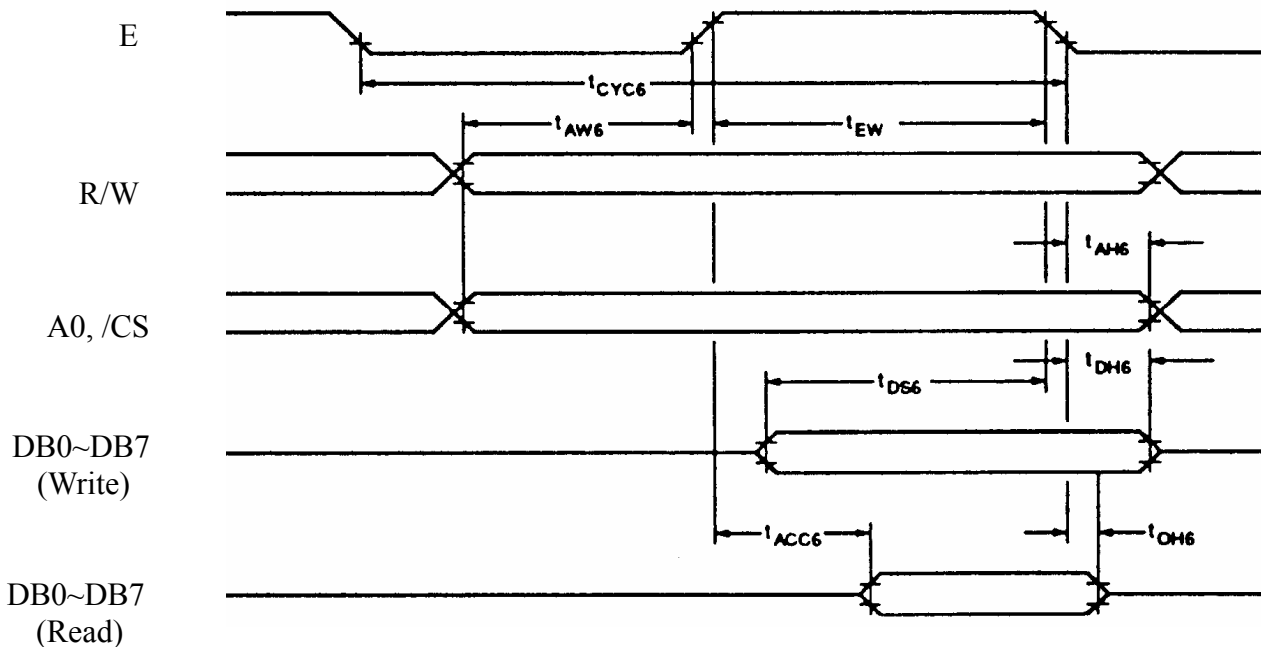 E
tCYC6
tAW6
tEW
R/W
tAH6
A0, /CS
tDH6
tDS6
DB0~DB7
(Write)
tACC6
tOH6
DB0~DB7
(Read)